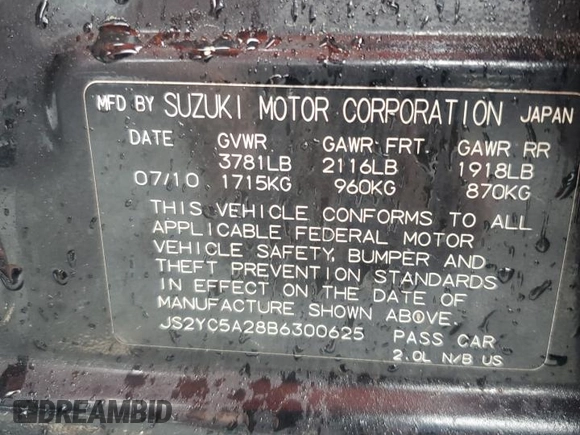 MFD BY SUZUKI MOTOR CORPORATION JAPAN
DATE GVWR GAWR FRT. GAWR RR
3781LB 2116LB 1918LB
07/10 1715KG 960KG 870KG
THIS VEHICLE CONFORMS TO ALL
APPLICABLE FEDERAL MOTOR
VEHICLE SAFETY, BUMPER AND
THEFT PREVENTION STANDARDS
IN EFFECT ON THE DATE OF
MANUFACTURE SHOWN ABOVE
JS2YC5A28B6300625 PASS CAR
2.0L N/B US
DREAMBID